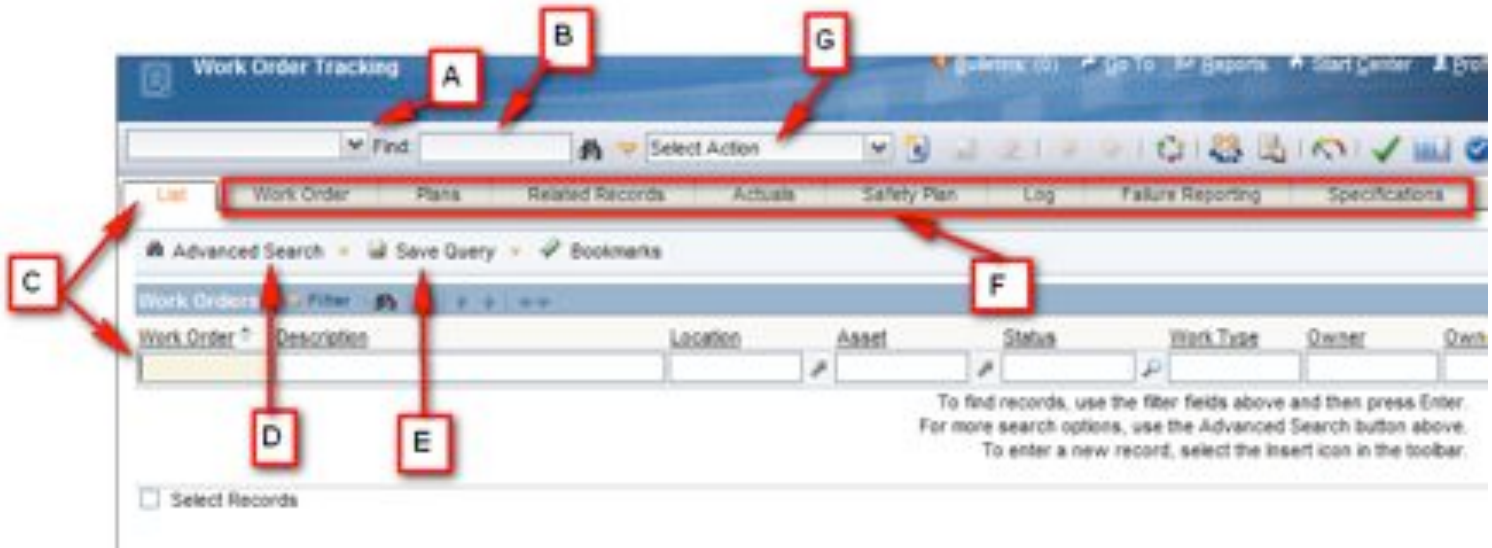 B
G
A
Work Order Tracking
Bulletins: (0) Go To Reports Start Center Prof
Find: Select Action
List Work Order Plans Related Records Actuals Safety Plan Log Failure Reporting Specifications
Advanced Search Save Query Bookmarks
C
F
Work Orders Filter
Work Order Description Location Asset Status Work Type Owner Own
To find records, use the filter fields above and then press Enter.
For more search options, use the Advanced Search button above.
To enter a new record, select the Insert icon in the toolbar.
D
E
Select Records